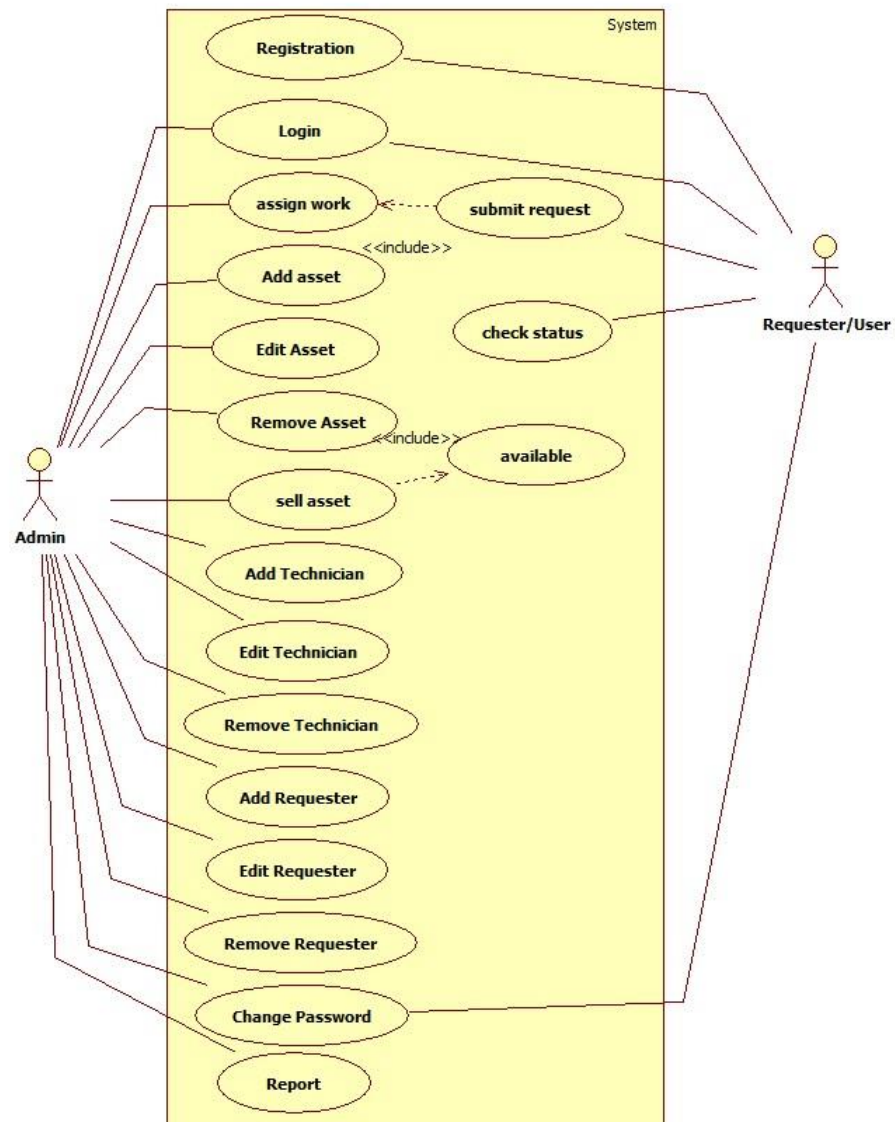 System
Registration
Login
assign work
submit request
<<include>>
Add asset
check status
Requester/User
Edit Asset
Remove Asset
<<include>>
available
sell asset
Admin
Add Technician
Edit Technician
Remove Technician
Add Requester
Edit Requester
Remove Requester
Change Password
Report